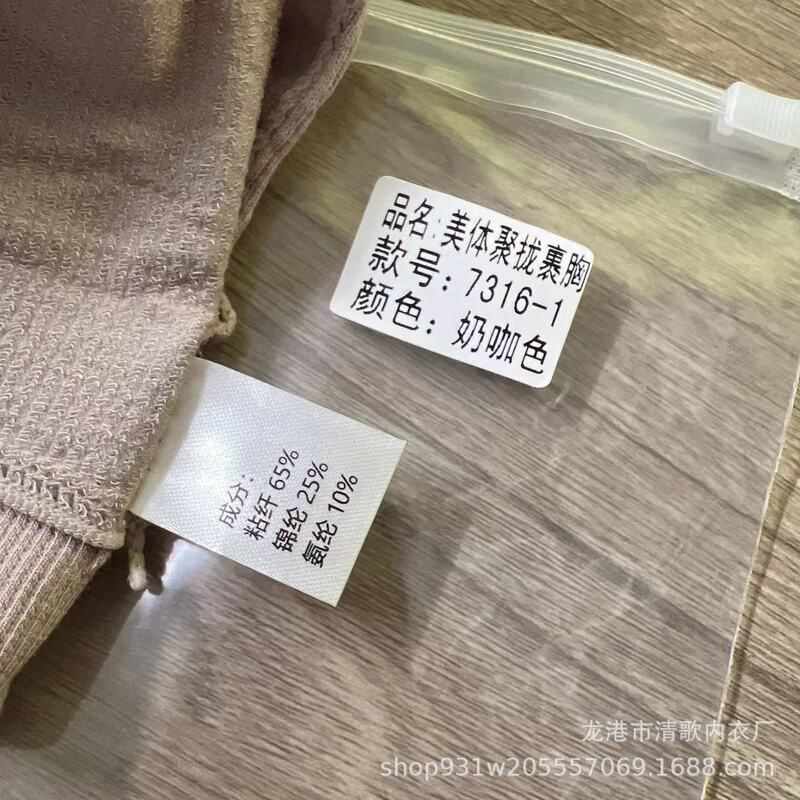 品名:美体聚拢裹胸
款号：7316-1
颜色：奶咖色
成分：
粘纤 65%
锦纶 25%
氨纶 10%
龙港市清歌内衣厂
shop931w205557069.1688.com